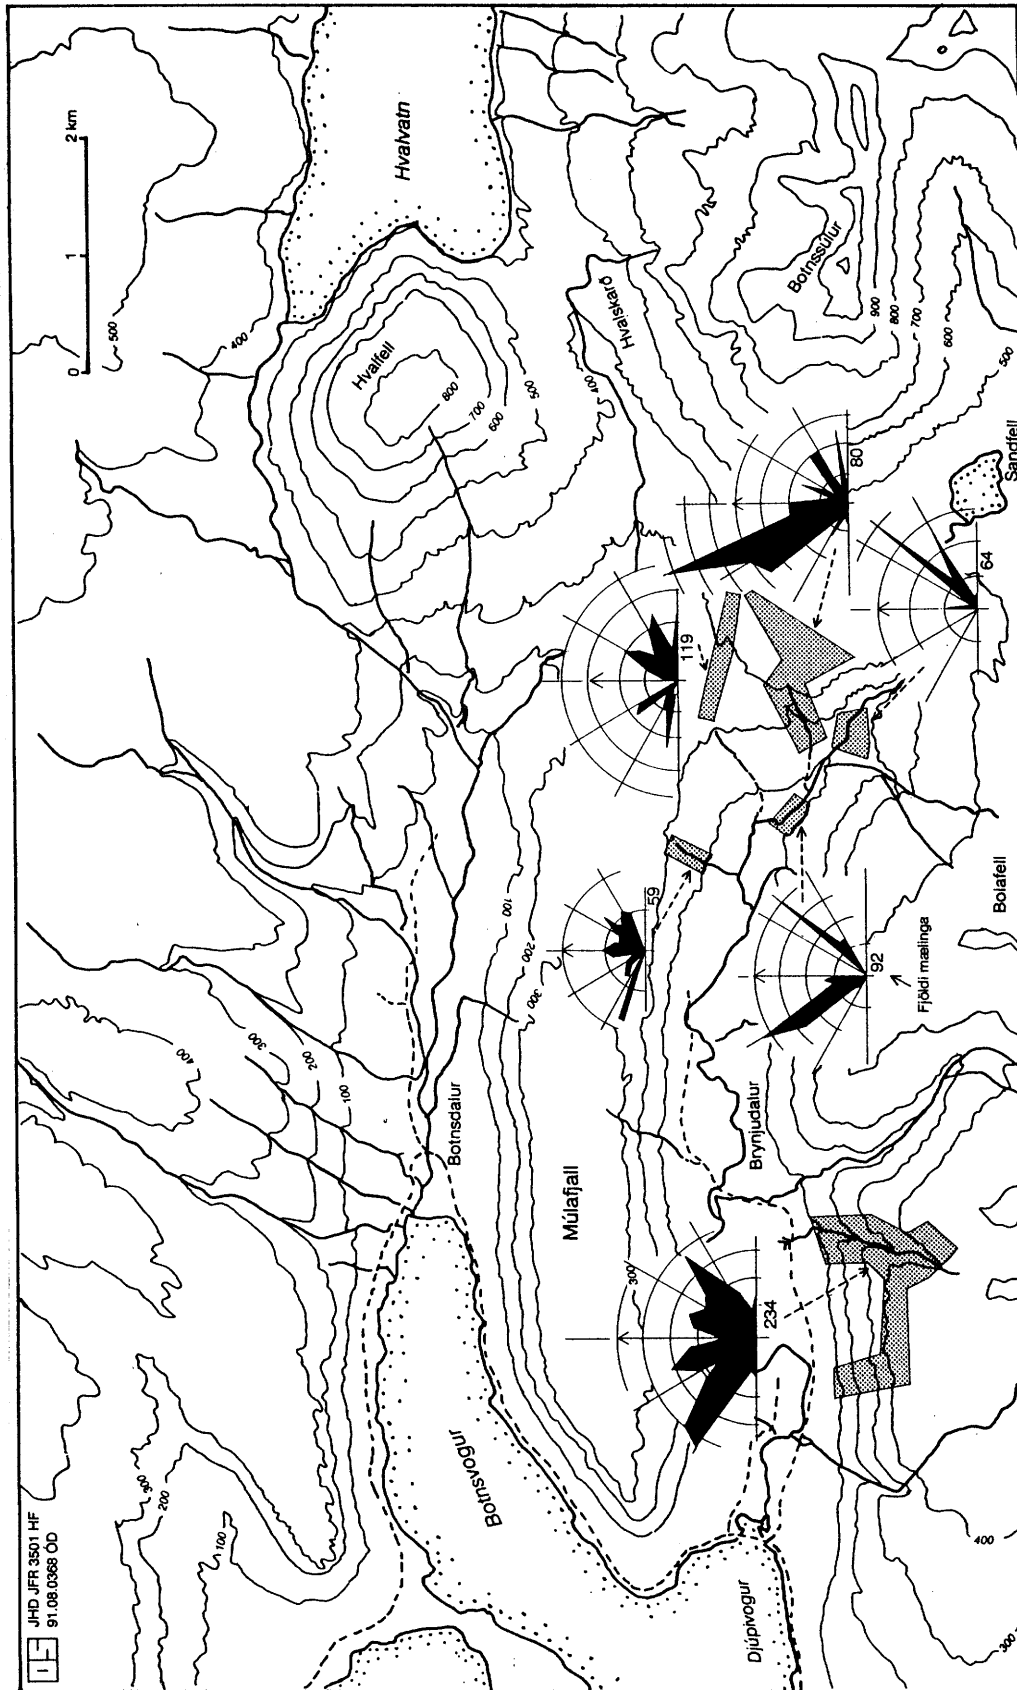 JHD JFR 3501 HF
91.08.0368 ÓD
0 1 2 km
Hvalvatn
500
400
Hvalfell
800
700
600
500
400
Hvalskarð
Botnssúlur
900
800
700
600
500
Sandfell
80
64
119
59
92
Fjöldi mælinga
Bolafell
100
200
300
400
300
200
100
Botnsdalur
Múlafjall
Brynjudalur
300
234
Botnsvogur
Djúpivogur
300
200
100
400
300